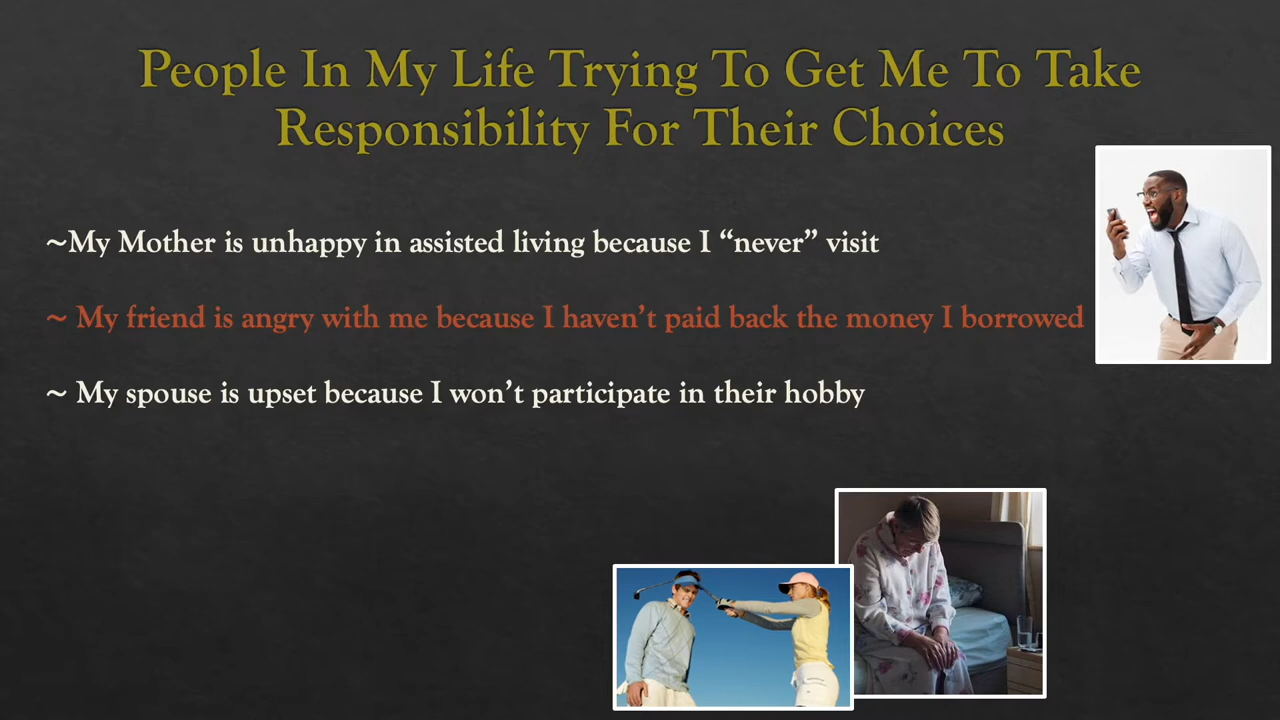 People In My Life Trying To Get Me To Take
Responsibility For Their Choices
~My Mother is unhappy in assisted living because I “never” visit
~ My friend is angry with me because I haven’t paid back the money I borrowed
~ My spouse is upset because I won’t participate in their hobby